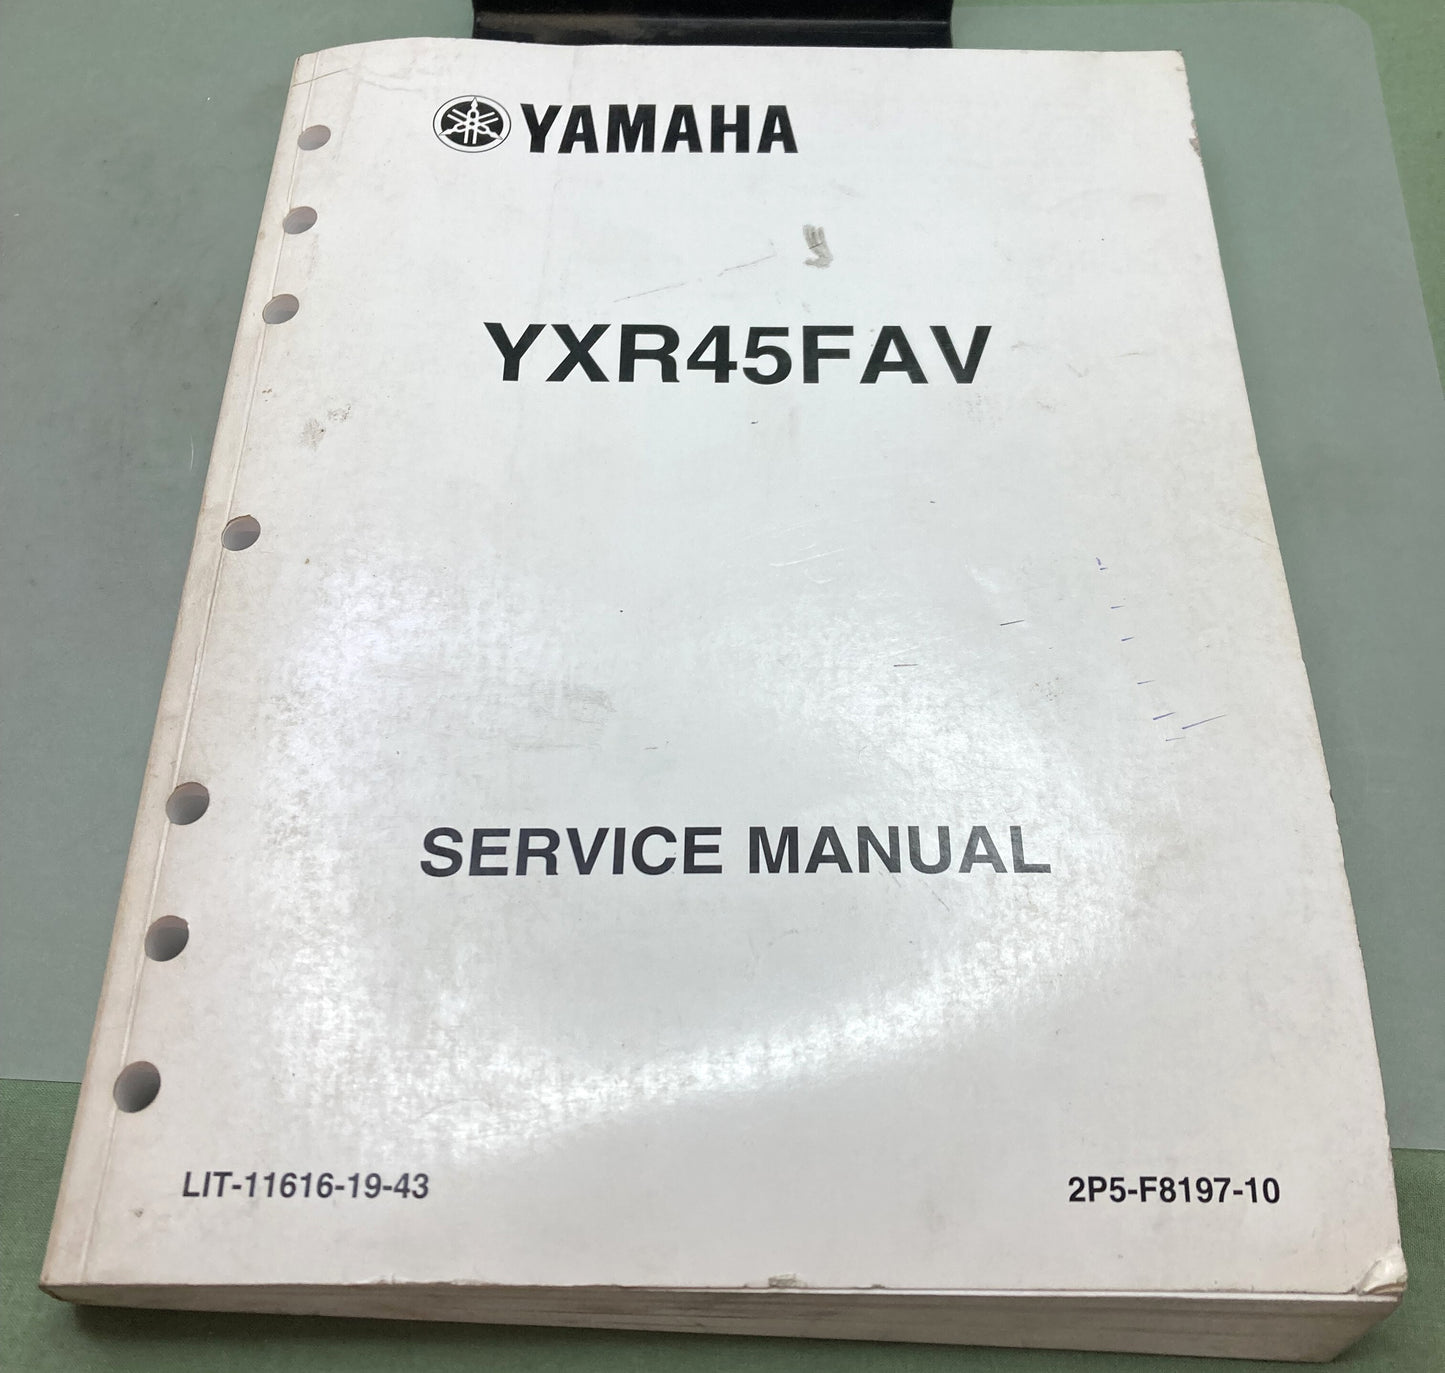 YAMAHA
YXR45FAV
SERVICE MANUAL
LIT-11616-19-43
2P5-F8197-10